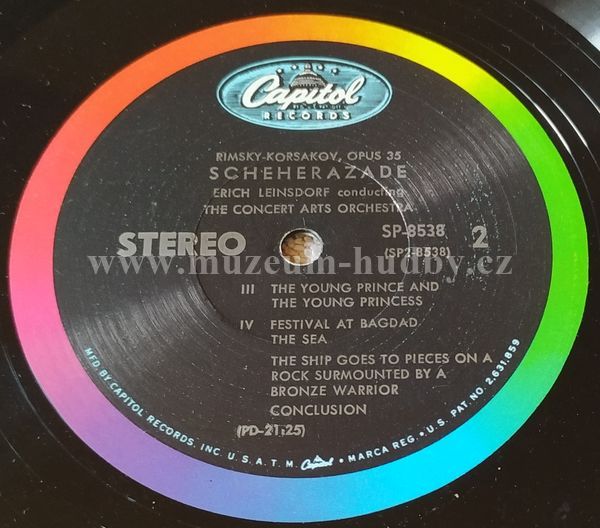 Capitol
RECORDS
RIMSKY-KORSAKOV, OPUS 35
SCHEHERAZADE
ERICH LEINSDORF conducting
THE CONCERT ARTS ORCHESTRA
STEREO
SP-8538
(SP2-8538)
2
www.muzeum-hudby.cz
III THE YOUNG PRINCE AND
THE YOUNG PRINCESS
IV FESTIVAL AT BAGDAD
THE SEA
THE SHIP GOES TO PIECES ON A
ROCK SURMOUNTED BY A
BRONZE WARRIOR
CONCLUSION
(PD-21:25)
MFD BY CAPITOL RECORDS, INC. U.S.A. T.M. Capitol • MARCA REG. • U.S. PAT. NO. 2,631,859